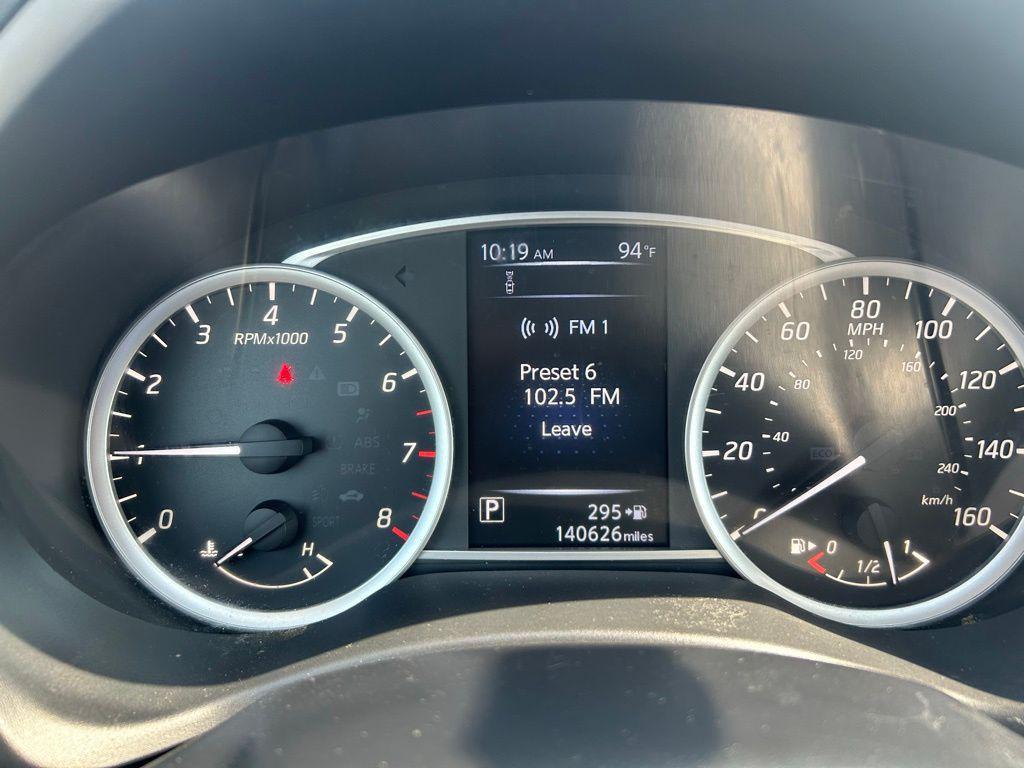 10:19 AM 94°F
FM 1
Preset 6
102.5 FM
Leave
P
295
140626 miles
0
1
2
3
4
5
6
7
8
RPMx1000
ABS
BRAKE
SPORT
H
0
20
40
60
80
100
120
140
160
MPH
40
80
120
160
200
240
km/h
ECO
0
1/2
1